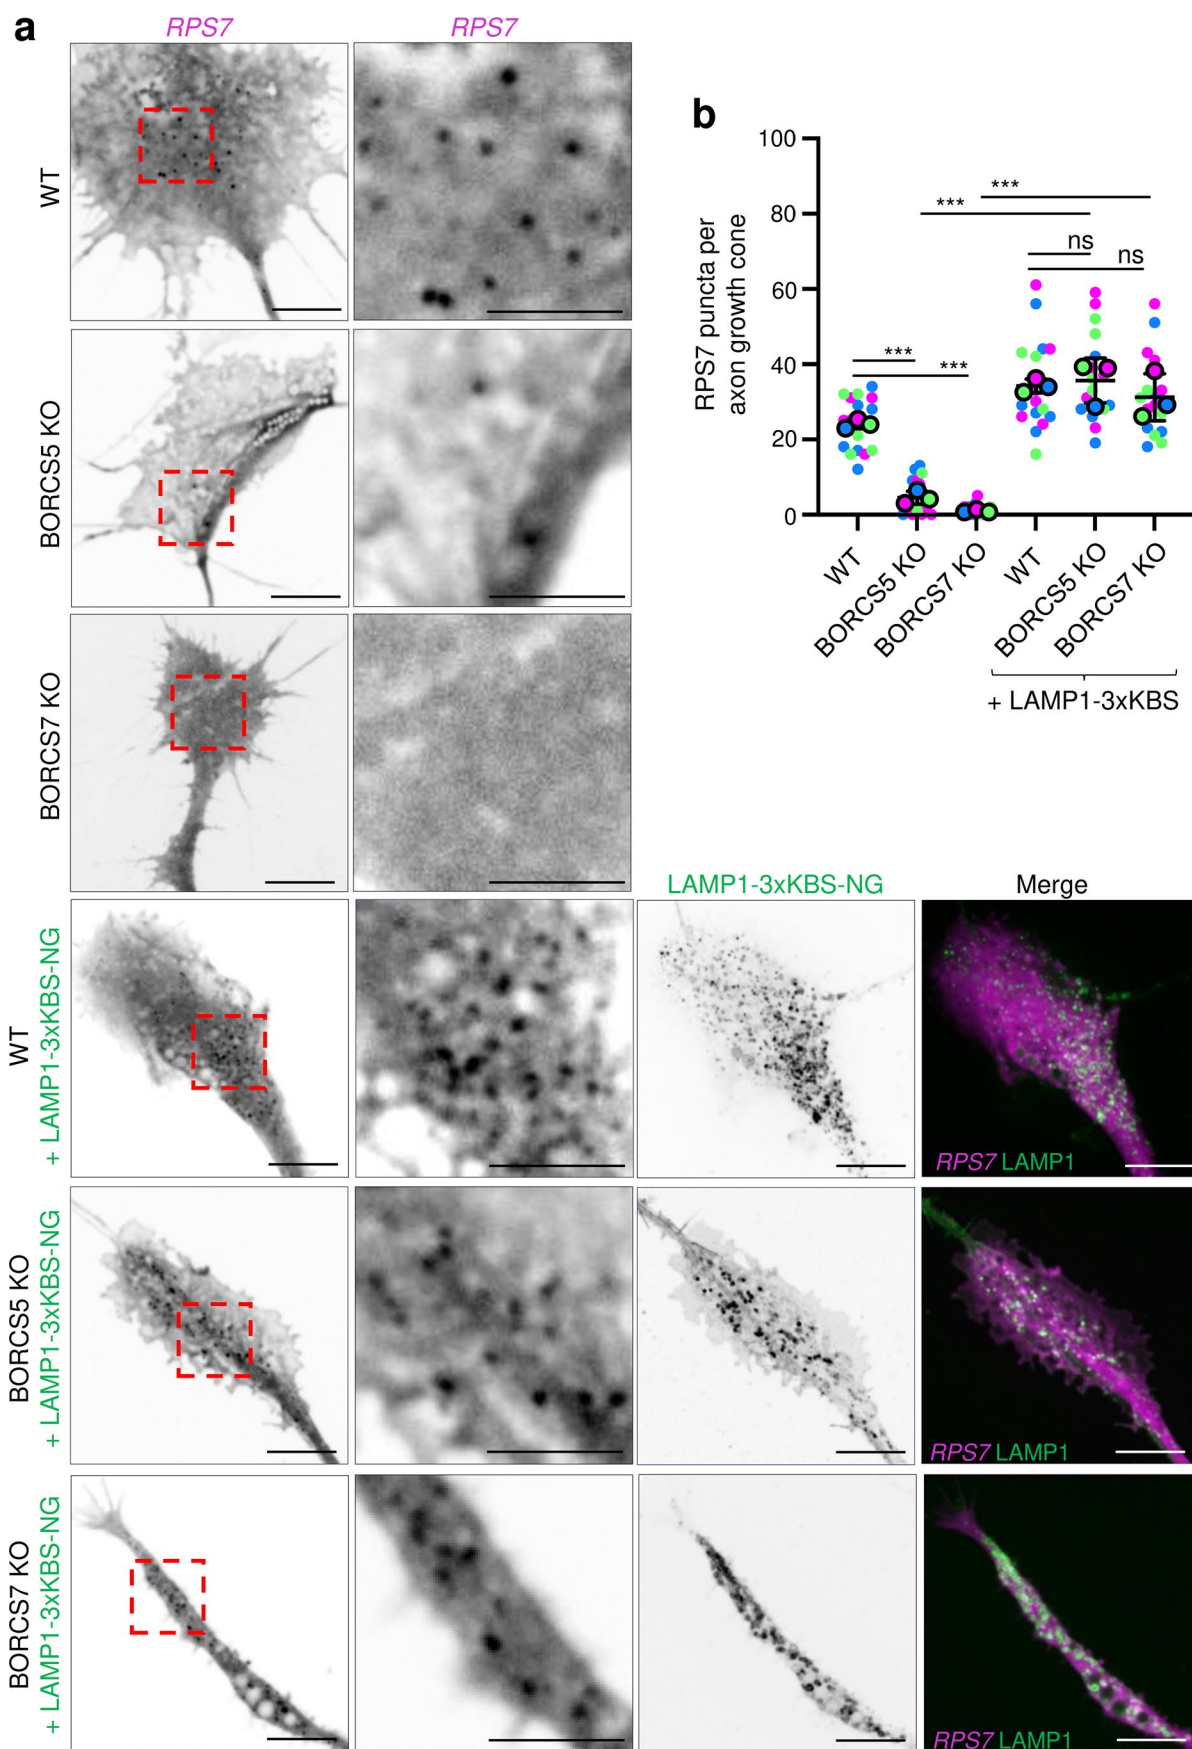 a
RPS7
RPS7
WT
BORCS5 KO
BORCS7 KO
LAMP1-3xKBS-NG
Merge
WT
+ LAMP1-3xKBS-NG
RPS7 LAMP1
BORCS5 KO
+ LAMP1-3xKBS-NG
RPS7 LAMP1
BORCS7 KO
+ LAMP1-3xKBS-NG
RPS7 LAMP1
b
RPS7 puncta per
axon growth cone
100
80
60
40
20
0
***
***
ns
ns
***
***
WT
BORCS5 KO
BORCS7 KO
WT
BORCS5 KO
BORCS7 KO
+ LAMP1-3xKBS